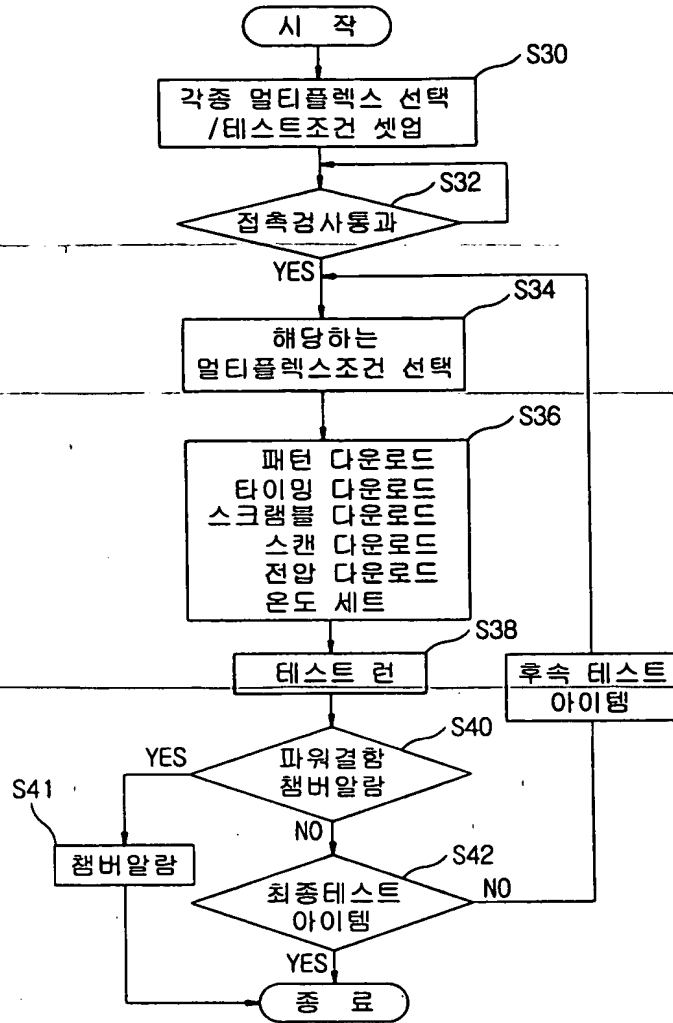 시 작
S30
각종 멀티플렉스 선택
/테스트조건 셋업
S32
접촉검사통과
YES
S34
해당하는
멀티플렉스조건 선택
S36
패턴 다운로드
타이밍 다운로드
스크램블 다운로드
스캔 다운로드
전압 다운로드
온도 세트
S38
테스트 런
후속 테스트
아이템
S40
파워결함
챔버알람
YES
S41
챔버알람
NO
S42
최종테스트
아이템
NO
YES
종 료